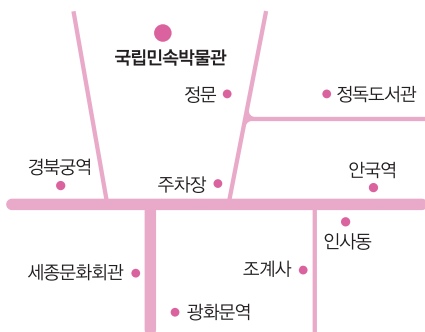 국립민속박물관
정문
정독도서관
경북궁역
주차장
안국역
인사동
세종문화회관
조계사
광화문역